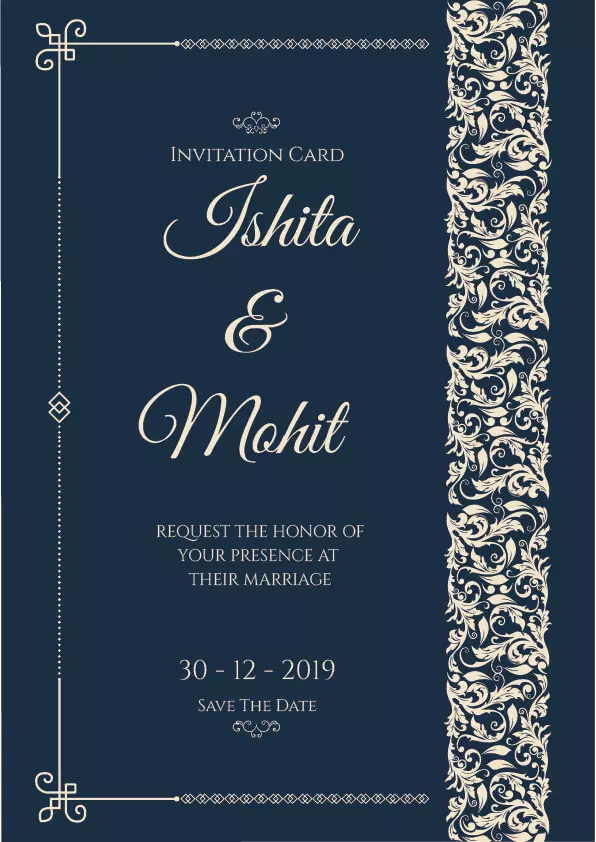 Invitation Card
Ishita
&
Mohit
REQUEST THE HONOR OF
YOUR PRESENCE AT
THEIR MARRIAGE
30 - 12 - 2019
Save The Date